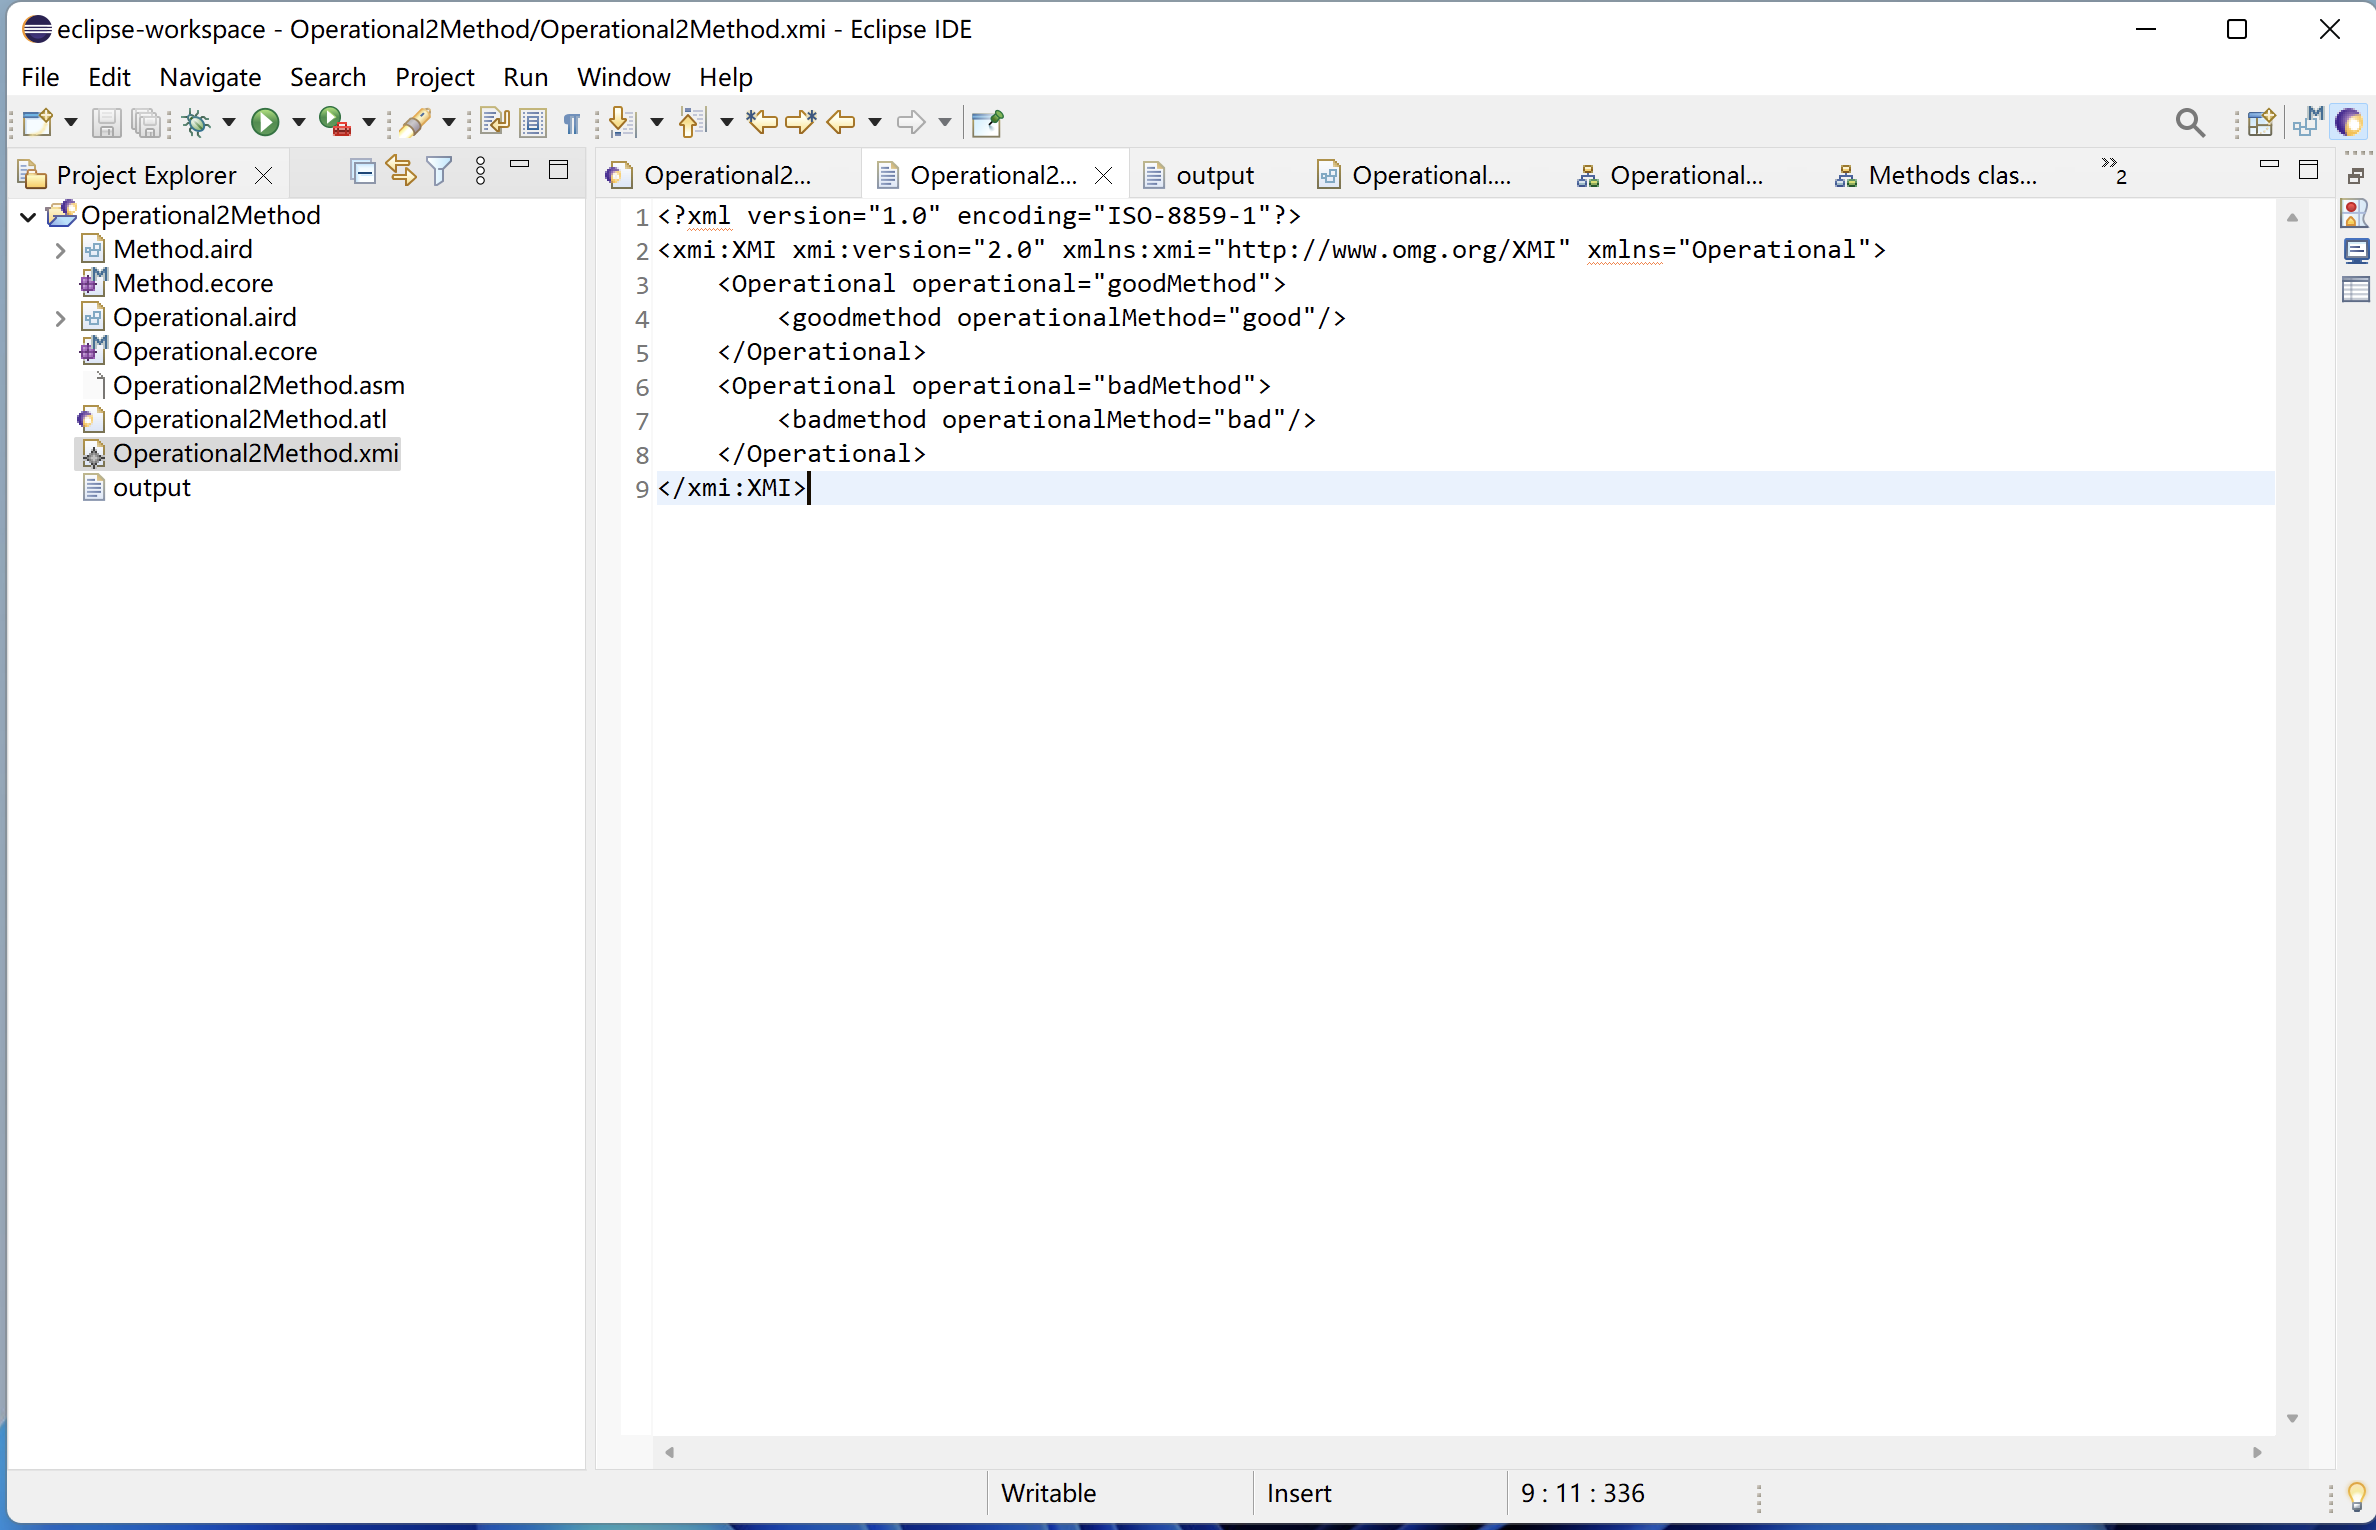 eclipse-workspace - Operational2Method/Operational2Method.xmi - Eclipse IDE
File Edit Navigate Search Project Run Window Help
Project Explorer
Operational2Method
Method.aird
Method.ecore
Operational.aird
Operational.ecore
Operational2Method.asm
Operational2Method.atl
Operational2Method.xmi
output
Operational2... Operational2... output Operational.... Operational... Methods clas... »2
1 <?xml version="1.0" encoding="ISO-8859-1"?>
2 <xmi:XMI xmi:version="2.0" xmlns:xmi="http://www.omg.org/XMI" xmlns="Operational">
3     <Operational operational="goodMethod">
4         <goodmethod operationalMethod="good"/>
5     </Operational>
6     <Operational operational="badMethod">
7         <badmethod operationalMethod="bad"/>
8     </Operational>
9 </xmi:XMI>
Writable Insert 9 : 11 : 336